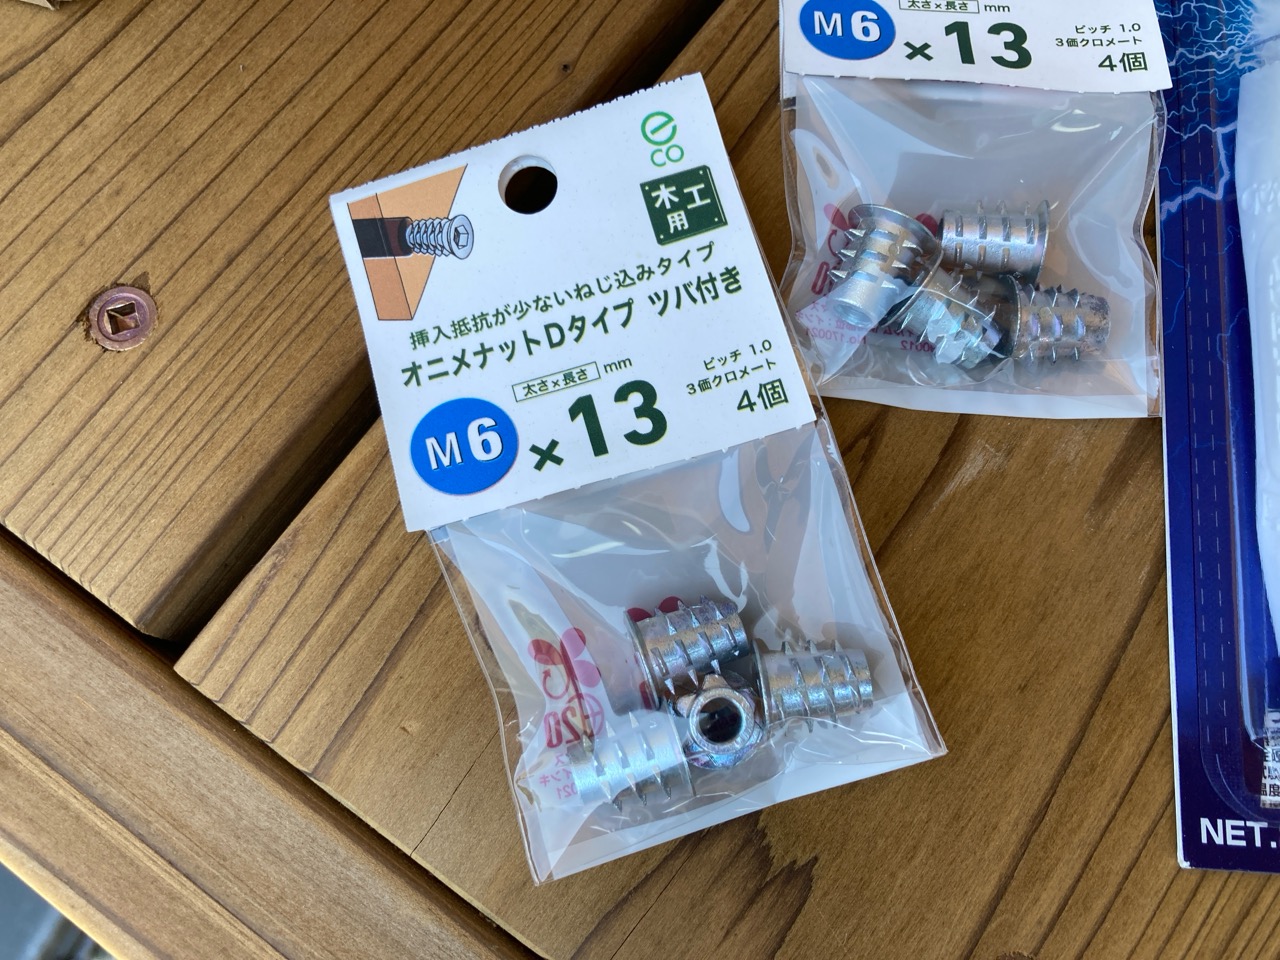 eco
木工用
挿入抵抗が少ないねじ込みタイプ
オニメナットDタイプ ツバ付き
太さ×長さ mm
ピッチ 1.0
3価クロメート
M6 ×13
4個
太さ×長さ mm
ピッチ 1.0
3価クロメート
M6 ×13
4個
NET.